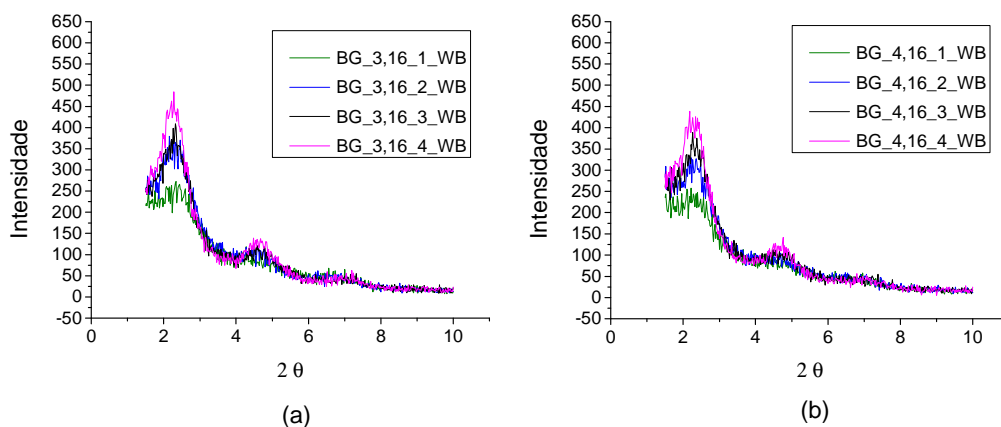 650
600
550
500
450
400
350
300
250
200
150
100
50
0
-50
Intensidade
BG_3,16_1_WB
BG_3,16_2_WB
BG_3,16_3_WB
BG_3,16_4_WB
0 2 4 6 8 10
2 θ
(a)
650
600
550
500
450
400
350
300
250
200
150
100
50
0
-50
Intensidade
BG_4,16_1_WB
BG_4,16_2_WB
BG_4,16_3_WB
BG_4,16_4_WB
0 2 4 6 8 10
2 θ
(b)